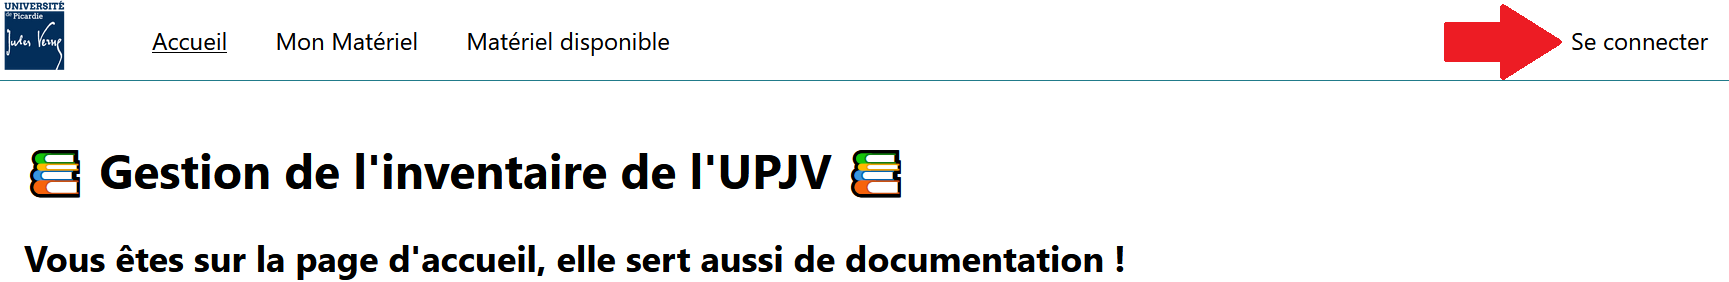 UNIVERSITÉ
de Picardie
Jules Verne
Accueil Mon Matériel Matériel disponible Se connecter
Gestion de l'inventaire de l'UPJV
Vous êtes sur la page d'accueil, elle sert aussi de documentation !